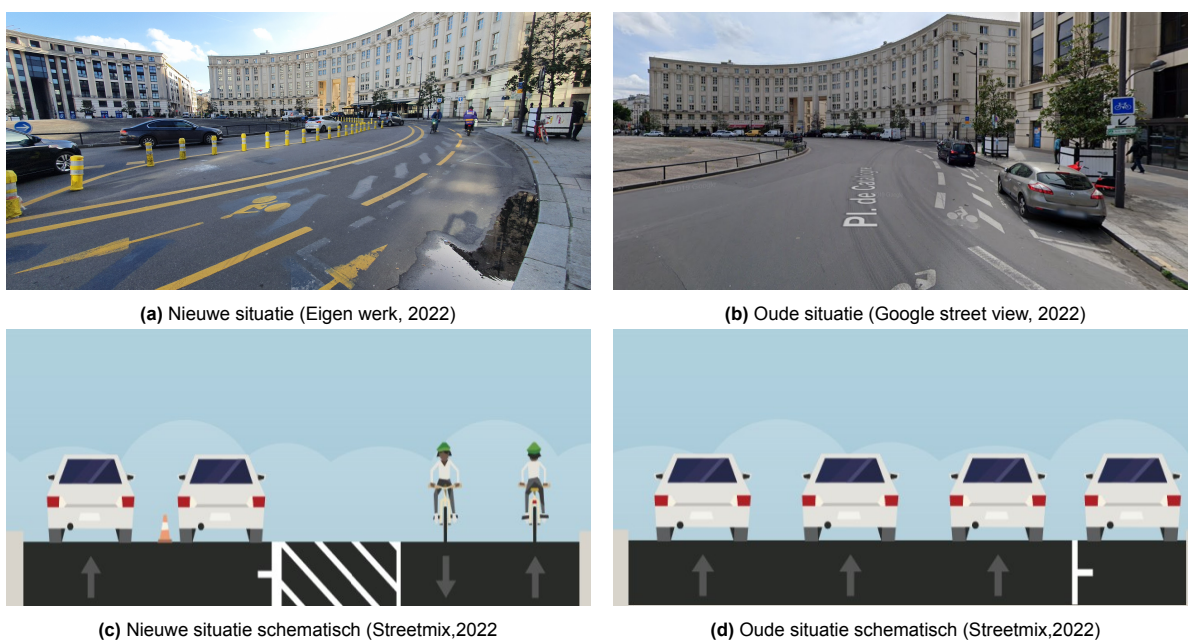 Pl. de Catalogne
(a) Nieuwe situatie (Eigen werk, 2022)
(b) Oude situatie (Google street view, 2022)
(c) Nieuwe situatie schematisch (Streetmix,2022
(d) Oude situatie schematisch (Streetmix,2022)